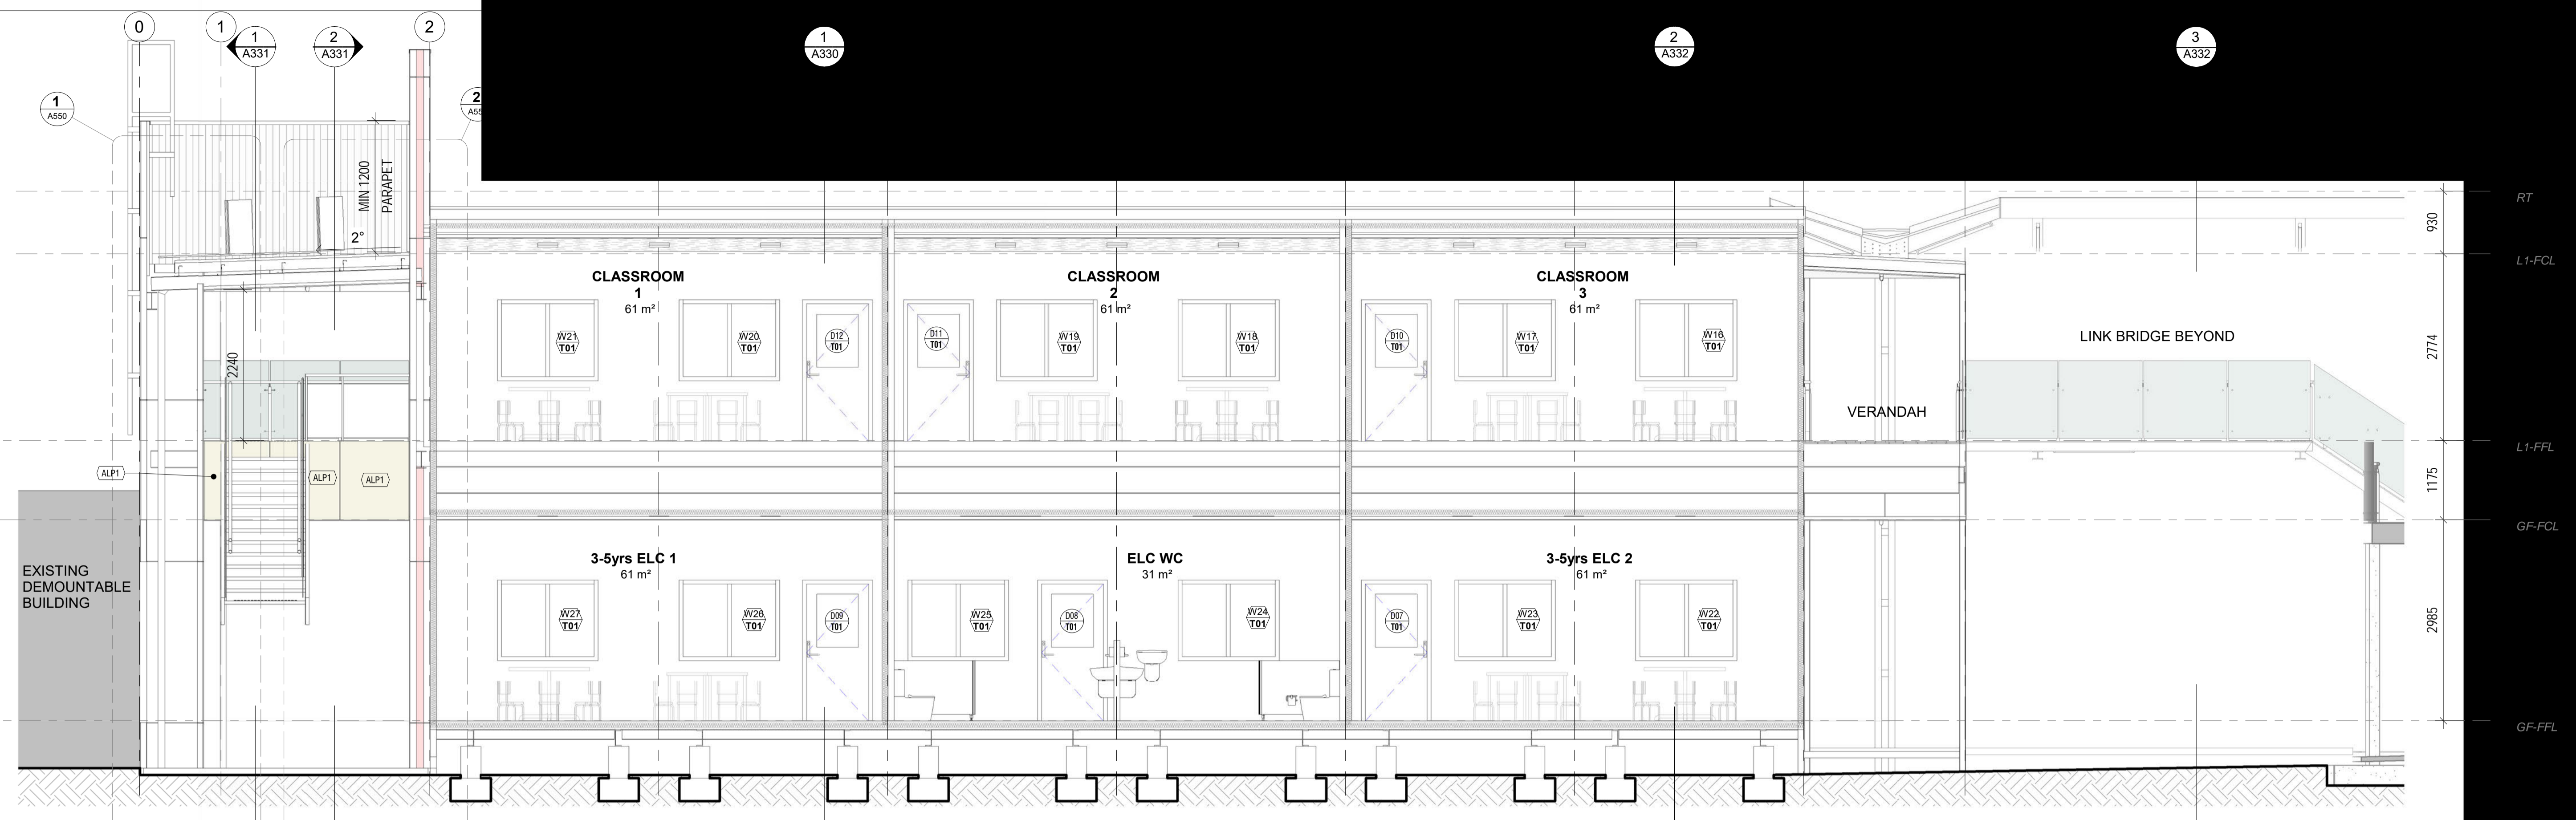 0
1
1
A331
2
A331
2
1
A330
2
A332
3
A332
1
A550
2
MIN 1200
PARAPET
2°
RT
930
L1-FCL
CLASSROOM
1
61 m²
CLASSROOM
2
61 m²
CLASSROOM
3
61 m²
W21
T01
W20
T01
D12
T01
D11
T01
W19
T01
W18
T01
D10
T01
W17
T01
W16
T01
LINK BRIDGE BEYOND
2774
2240
VERANDAH
L1-FFL
ALP1
ALP1
ALP1
1175
GF-FCL
EXISTING
DEMOUNTABLE
BUILDING
3-5yrs ELC 1
61 m²
ELC WC
31 m²
3-5yrs ELC 2
61 m²
W27
T01
W26
T01
D09
T01
W25
T01
D08
T01
W24
T01
D07
T01
W23
T01
W22
T01
2985
GF-FFL